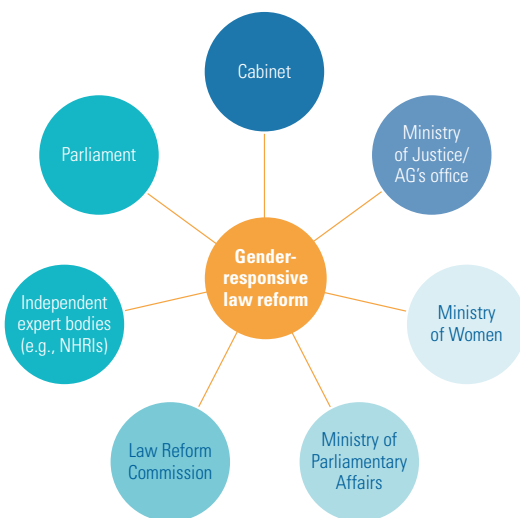 Cabinet
Ministry
of Justice/
AG's office
Parliament
Gender-
responsive
law reform
Independent
expert bodies
(e.g., NHRIs)
Ministry
of Women
Law Reform
Commission
Ministry of
Parliamentary
Affairs